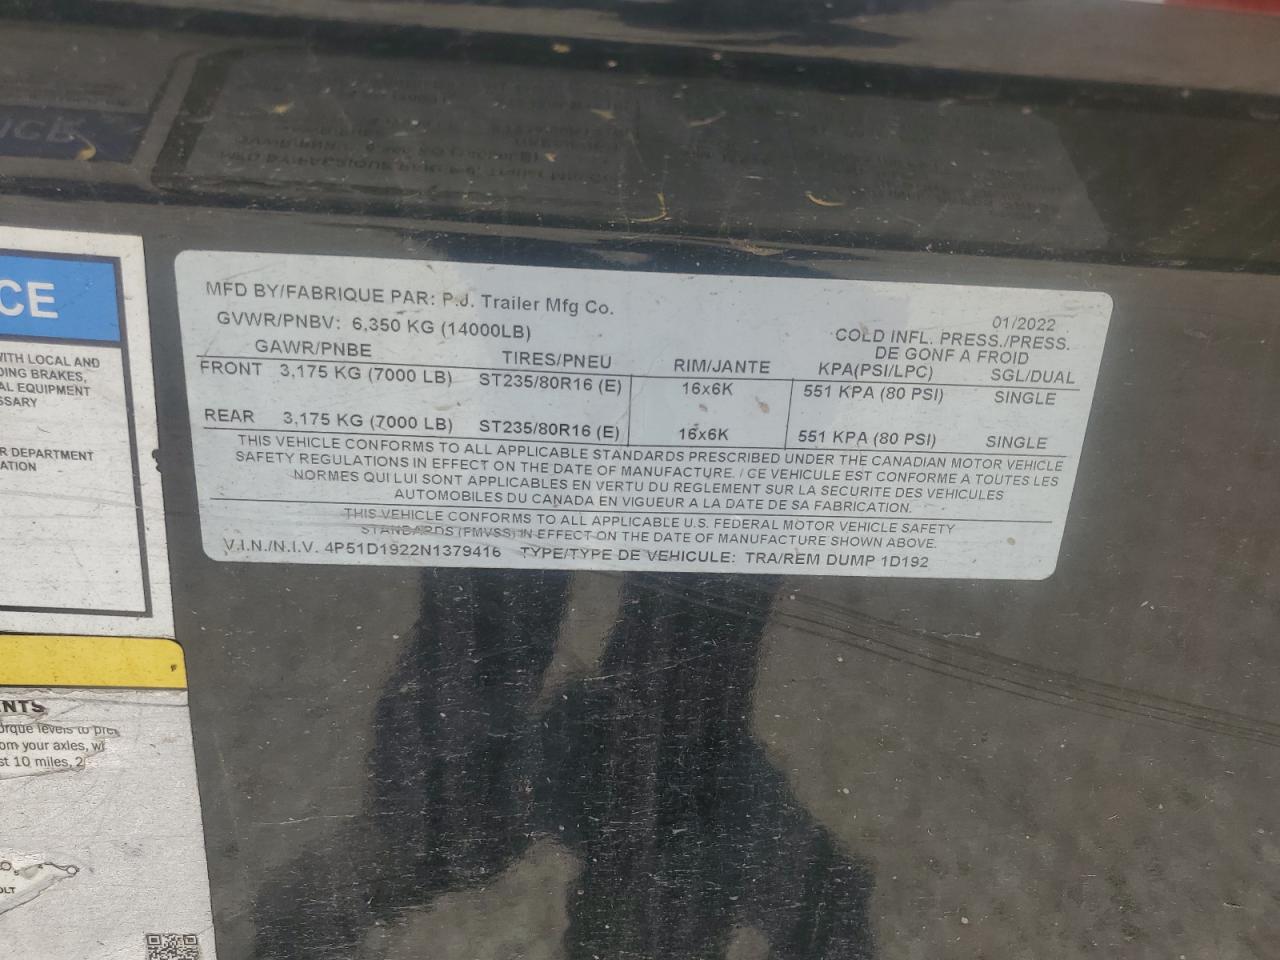 CE
WITH LOCAL AND
DING BRAKES,
AL EQUIPMENT
SSARY
R DEPARTMENT
ATION
MFD BY/FABRIQUE PAR: P.J. Trailer Mfg Co.
01/2022
GVWR/PNBV: 6,350 KG (14000LB)
COLD INFL. PRESS./PRESS.
DE GONF A FROID
GAWR/PNBE TIRES/PNEU RIM/JANTE KPA(PSI/LPC) SGL/DUAL
FRONT 3,175 KG (7000 LB) ST235/80R16 (E) 16x6K 551 KPA (80 PSI) SINGLE
REAR 3,175 KG (7000 LB) ST235/80R16 (E) 16x6K 551 KPA (80 PSI) SINGLE
THIS VEHICLE CONFORMS TO ALL APPLICABLE STANDARDS PRESCRIBED UNDER THE CANADIAN MOTOR VEHICLE
SAFETY REGULATIONS IN EFFECT ON THE DATE OF MANUFACTURE. / CE VEHICULE EST CONFORME A TOUTES LES
NORMES QUI LUI SONT APPLICABLES EN VERTU DU REGLEMENT SUR LA SECURITE DES VEHICULES
AUTOMOBILES DU CANADA EN VIGUEUR A LA DATE DE SA FABRICATION.
THIS VEHICLE CONFORMS TO ALL APPLICABLE U.S. FEDERAL MOTOR VEHICLE SAFETY
STANDARDS (FMVSS) IN EFFECT ON THE DATE OF MANUFACTURE SHOWN ABOVE.
V.I.N./N.I.V. 4P51D1922N1379416 TYPE/TYPE DE VEHICULE: TRA/REM DUMP 1D192
ENTS
orque levels to
om your axles,
st 10 miles, 2
OLT